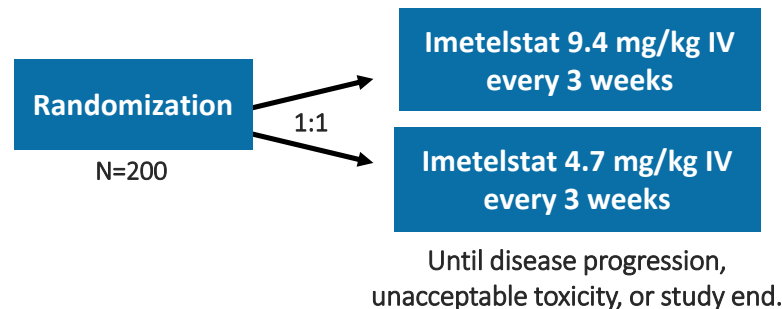 Randomization
N=200
1:1
Imetelstat 9.4 mg/kg IV
every 3 weeks
Imetelstat 4.7 mg/kg IV
every 3 weeks
Until disease progression,
unacceptable toxicity, or study end.